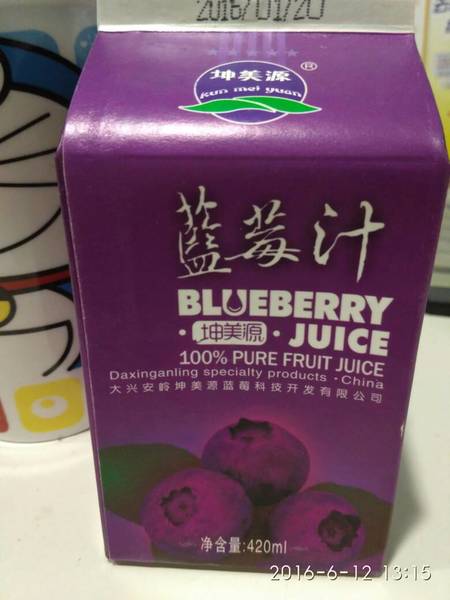 2016/01/20
坤美源®
kun mei yuan
藍莓汁
BLUEBERRY
·坤美源·JUICE
100% PURE FRUIT JUICE
Daxinganling specialty products·China
大兴安岭坤美源蓝莓科技开发有限公司
净含量:420ml
2016-6-12 13:15